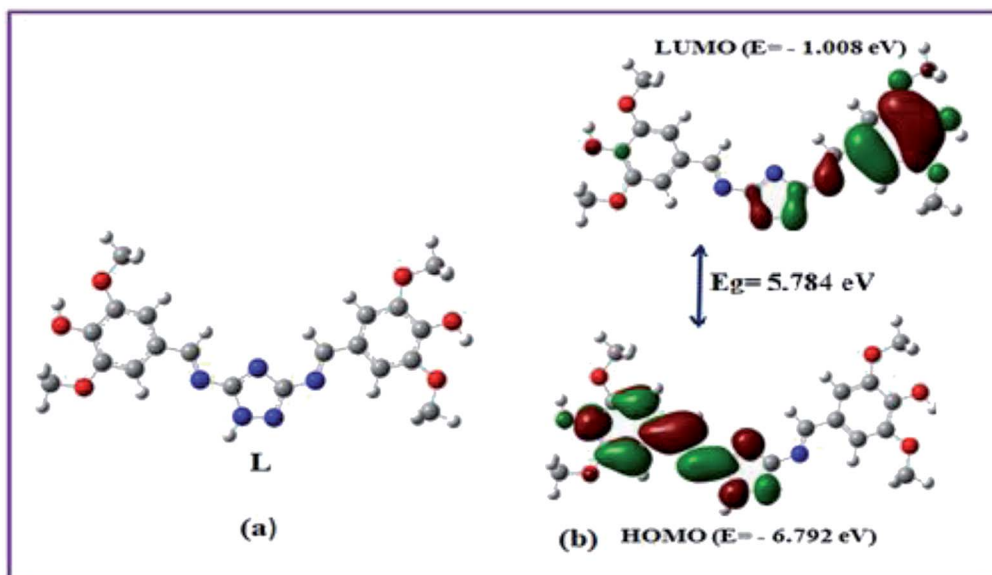 LUMO (E= - 1.008 eV)
Eg= 5.784 eV
L
(a)
(b) HOMO (E= - 6.792 eV)